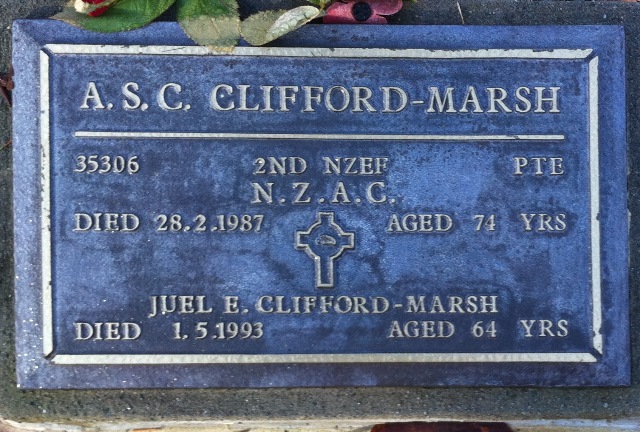 A.S.C. CLIFFORD-MARSH
35306 2ND NZEF PTE
N.Z.A.C.
DIED 28.2.1987 AGED 74 YRS
JUEL E. CLIFFORD-MARSH
DIED 1.5.1993 AGED 64 YRS